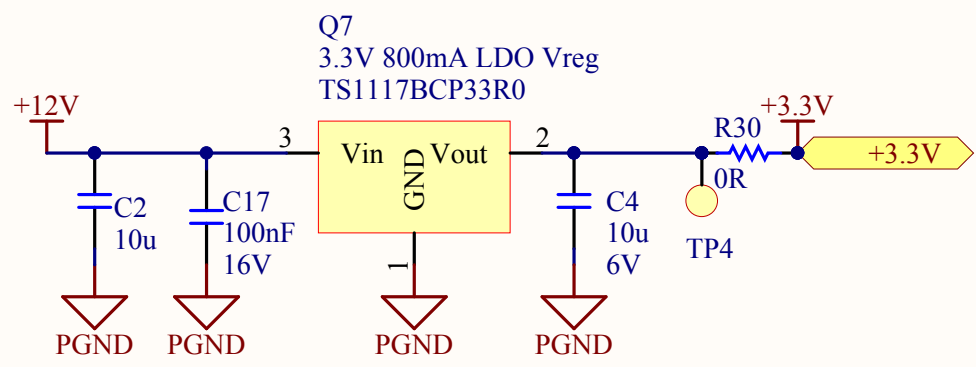 Q7
3.3V 800mA LDO Vreg
TS1117BCP33R0
+12V
+3.3V
3
Vin
GND
Vout
2
R30
0R
+3.3V
C2
10u
C17
100nF
16V
1
C4
10u
6V
TP4
PGND
PGND
PGND
PGND